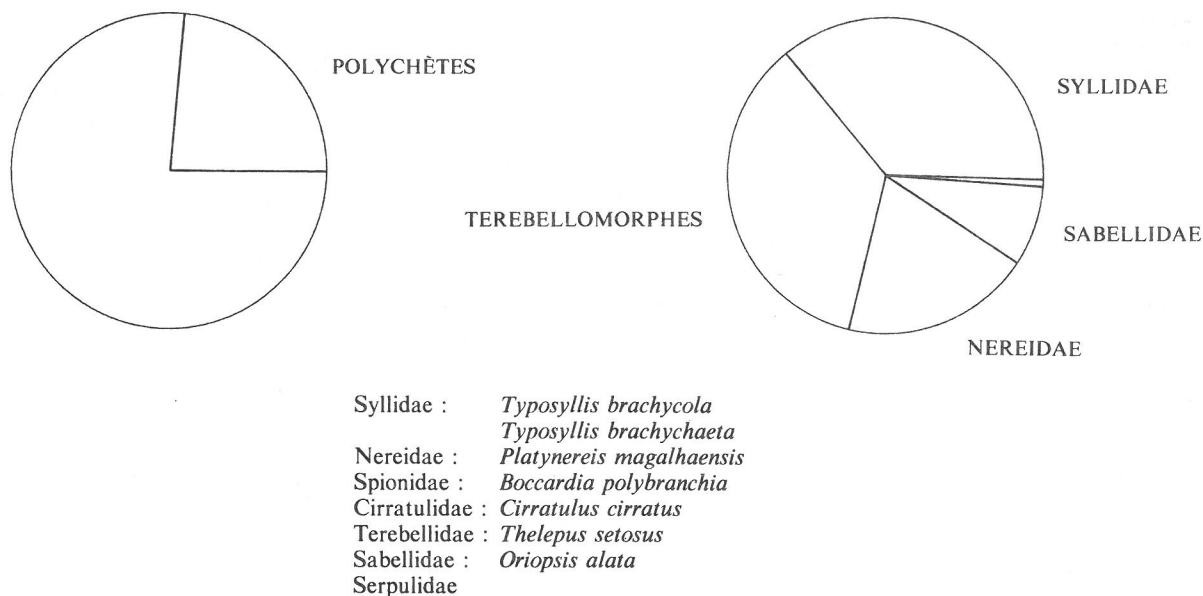 POLYCHÈTES
SYLLIDAE
TEREBELLOMORPHES
SABELLIDAE
NEREIDAE
Syllidae : Typosyllis brachycola
Typosyllis brachychaeta
Nereidae : Platynereis magalhaensis
Spionidae : Boccardia polybranchia
Cirratulidae : Cirratulus cirratus
Terebellidae : Thelepus setosus
Sabellidae : Oriopsis alata
Serpulidae